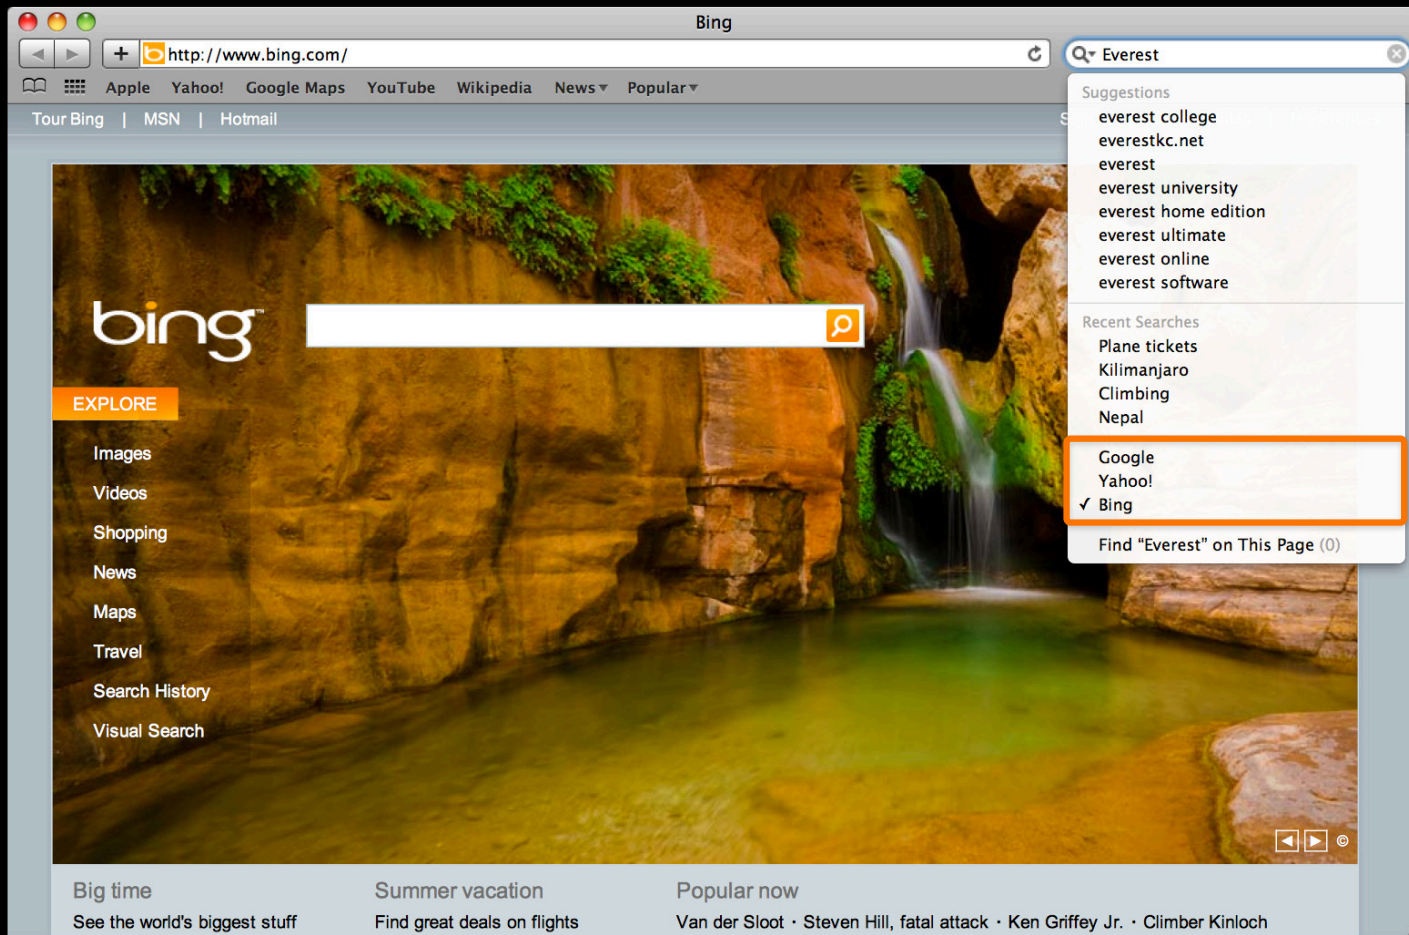 Bing
http://www.bing.com/
Everest
Apple Yahoo! Google Maps YouTube Wikipedia News Popular
Tour Bing | MSN | Hotmail
Suggestions
everest college
everestkc.net
everest
everest university
everest home edition
everest ultimate
everest online
everest software
Recent Searches
Plane tickets
Kilimanjaro
Climbing
Nepal
Google
Yahoo!
✓ Bing
Find “Everest” on This Page (0)
bing™
EXPLORE
Images
Videos
Shopping
News
Maps
Travel
Search History
Visual Search
©
Big time
See the world's biggest stuff
Summer vacation
Find great deals on flights
Popular now
Van der Sloot · Steven Hill, fatal attack · Ken Griffey Jr. · Climber Kinloch